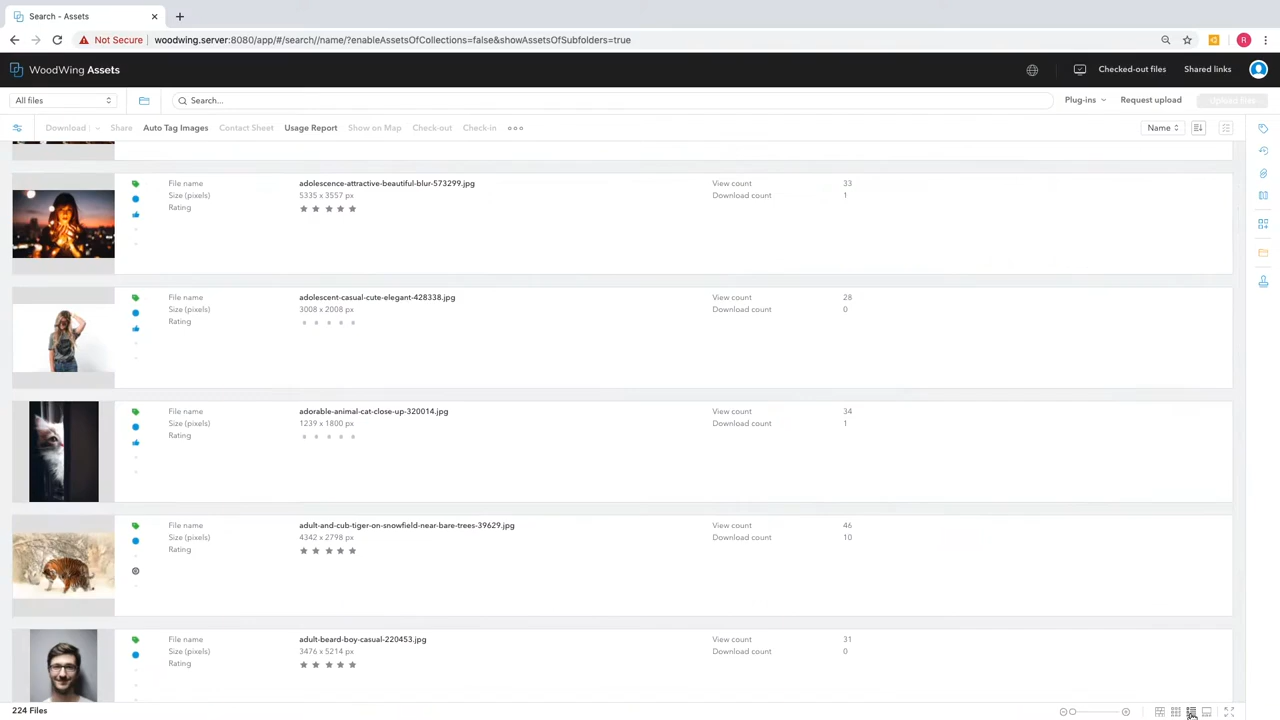 Search - Assets
Not Secure woodwing.server:8080/app/#/search//name/?enableAssetsOfCollections=false&showAssetsOfSubfolders=true R
WoodWing Assets Checked-out files Shared links
All files Search... Plug-ins Request upload Upload files
Download Share Auto Tag Images Contact Sheet Usage Report Show on Map Check-out Check-in Name
File name adolescence-attractive-beautiful-blur-573299.jpg View count 33
Size (pixels) 5335 x 3557 px Download count 1
Rating
File name adolescent-casual-cute-elegant-428338.jpg View count 28
Size (pixels) 3008 x 2008 px Download count 0
Rating
File name adorable-animal-cat-close-up-320014.jpg View count 34
Size (pixels) 1239 x 1800 px Download count 1
Rating
File name adult-and-cub-tiger-on-snowfield-near-bare-trees-39629.jpg View count 46
Size (pixels) 4342 x 2798 px Download count 10
Rating
File name adult-beard-boy-casual-220453.jpg View count 31
Size (pixels) 3476 x 5214 px Download count 0
Rating
224 Files